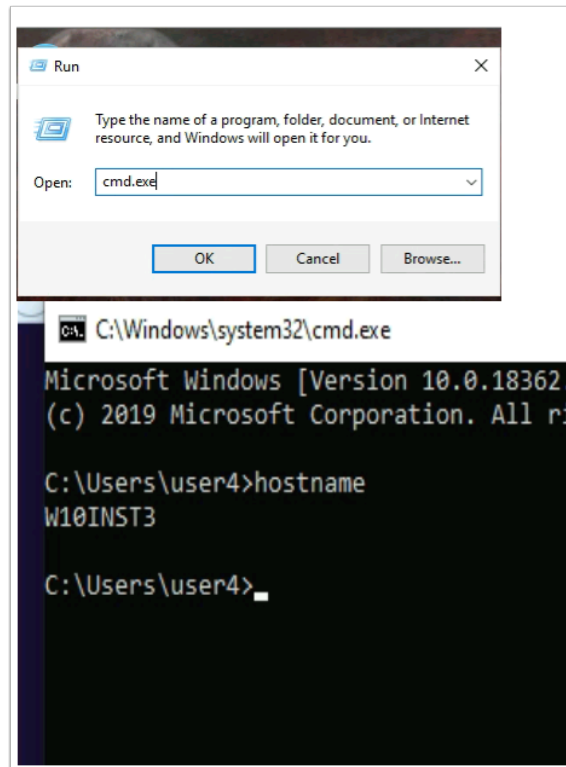 Run
Type the name of a program, folder, document, or Internet
resource, and Windows will open it for you.
Open: cmd.exe
OK Cancel Browse...
C:\Windows\system32\cmd.exe
Microsoft Windows [Version 10.0.18362.
(c) 2019 Microsoft Corporation. All ri
C:\Users\user4>hostname
W10INST3
C:\Users\user4>